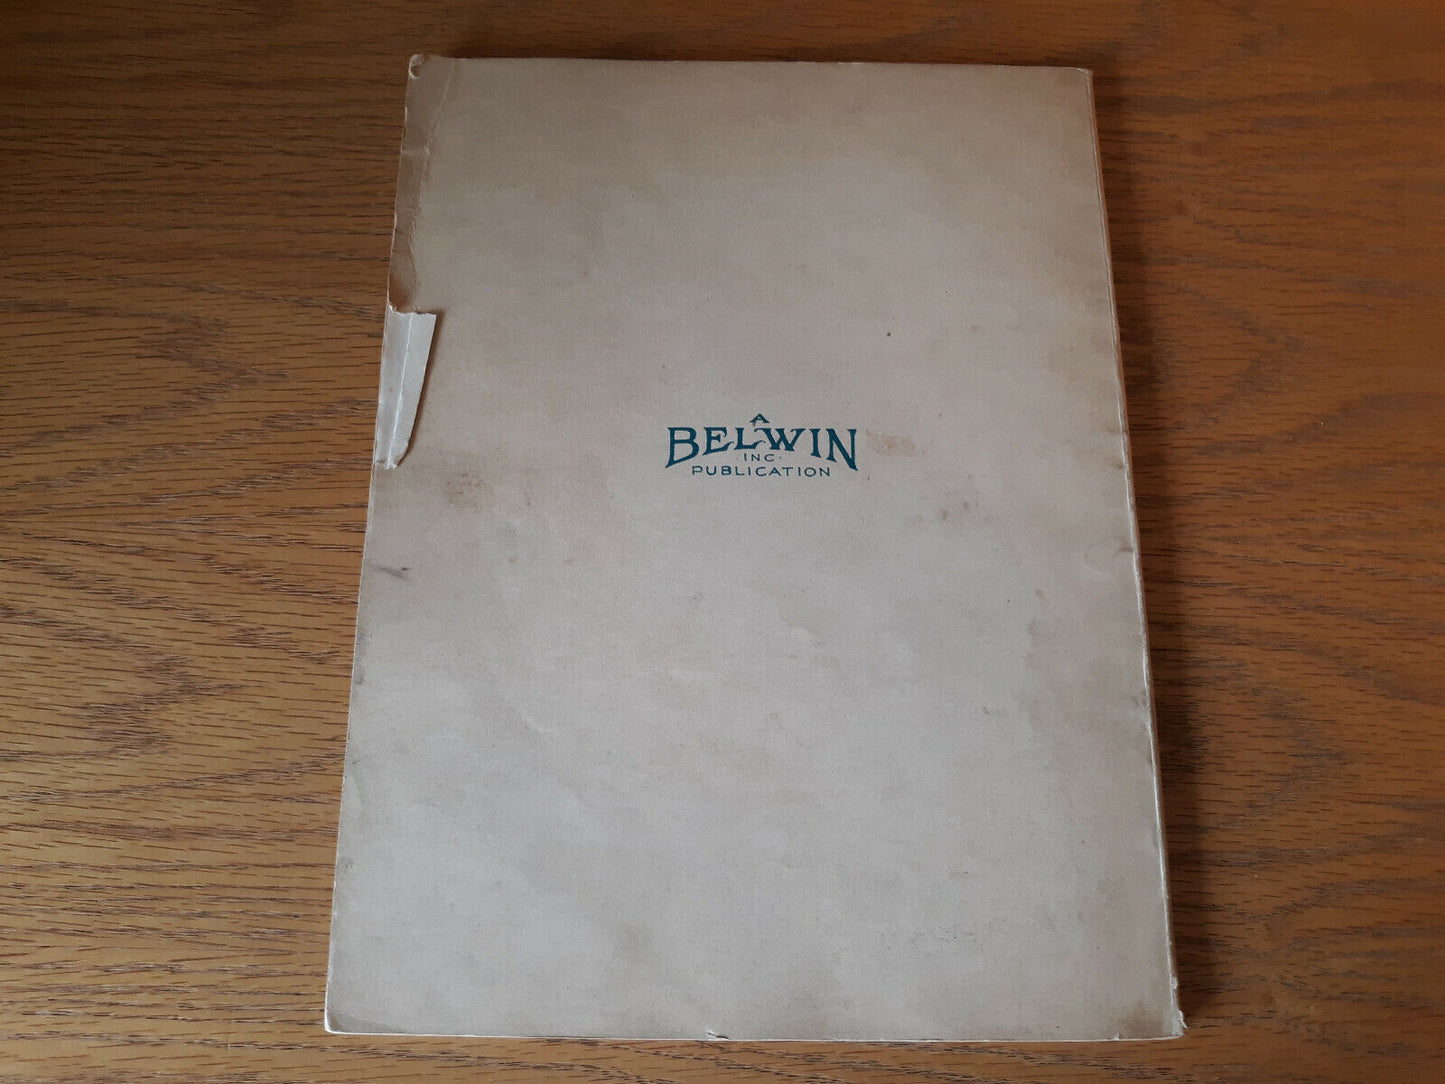 A
BELWIN
·INC·
PUBLICATION